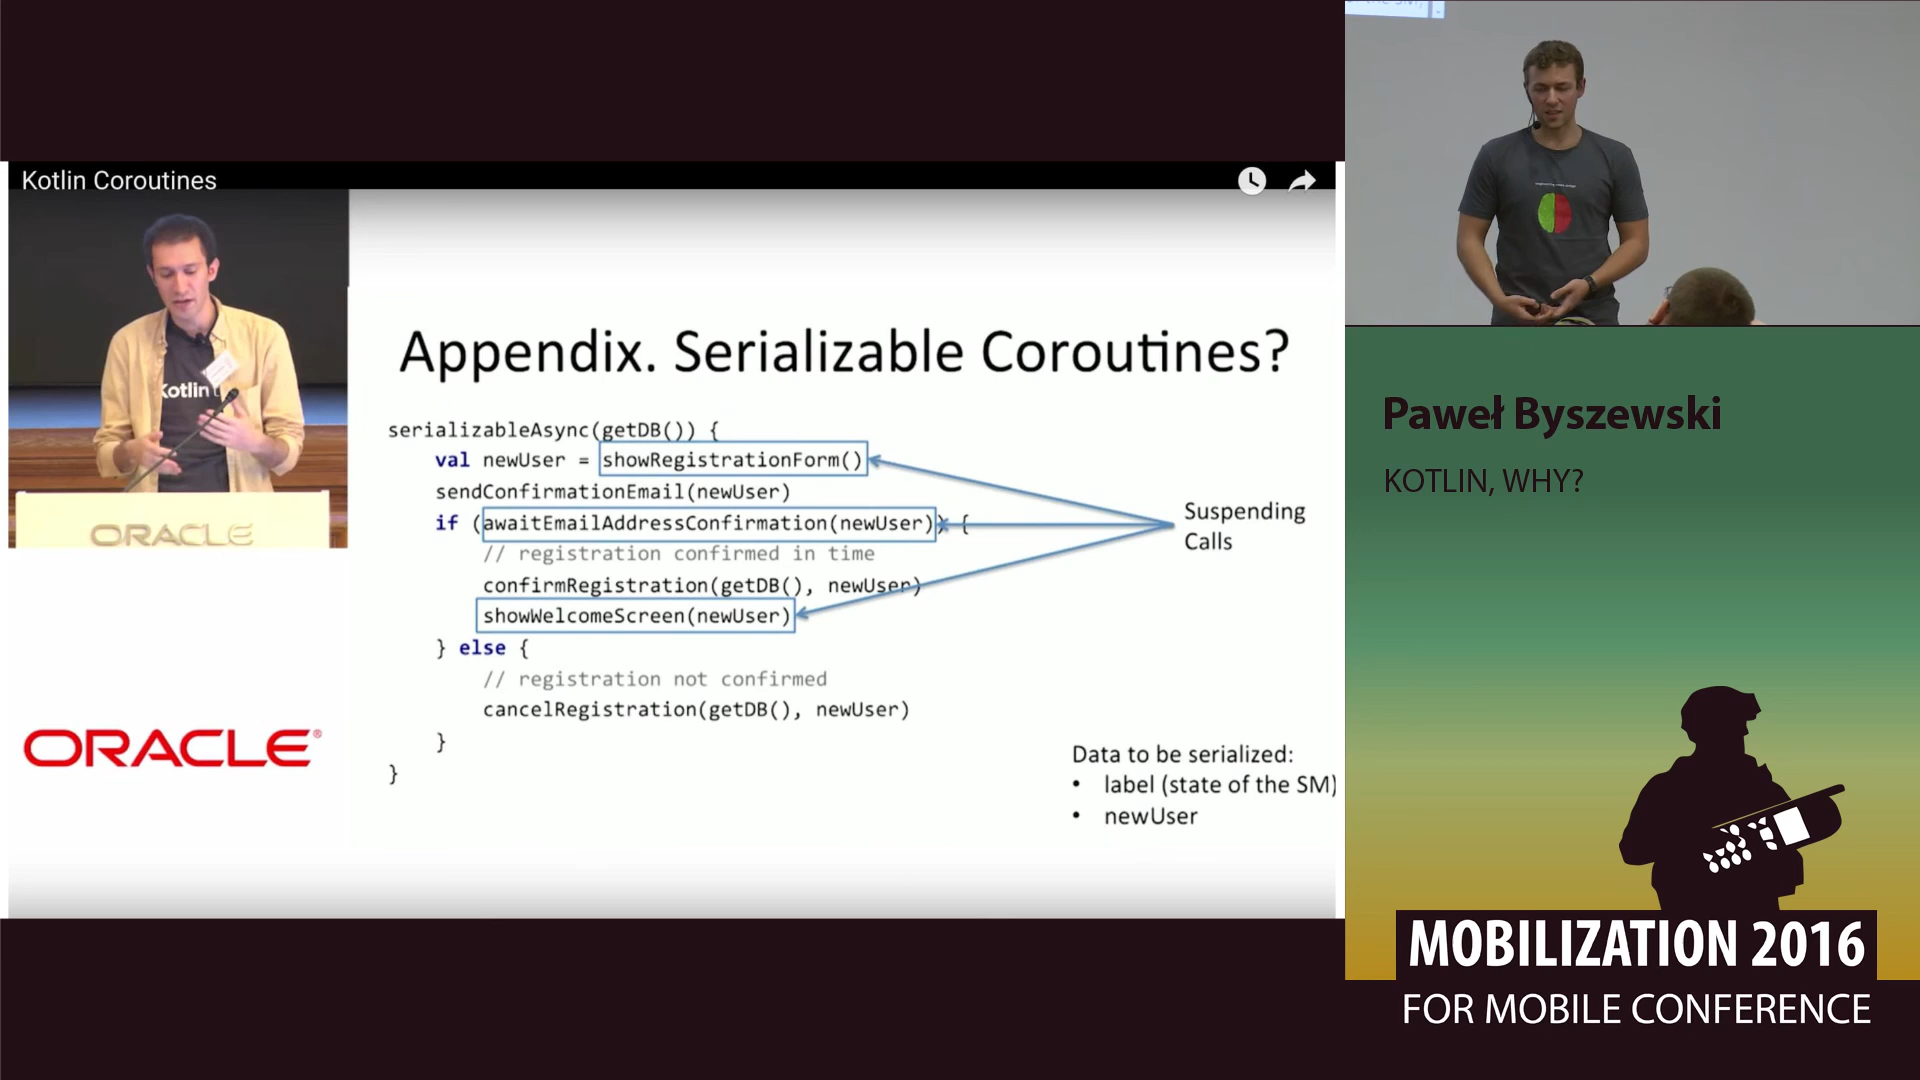 Kotlin Coroutines
Kotlin
ORACLE
ORACLE®
Appendix. Serializable Coroutines?
serializableAsync(getDB()) {
val newUser = showRegistrationForm()
sendConfirmationEmail(newUser)
if (awaitEmailAddressConfirmation(newUser)) {
// registration confirmed in time
confirmRegistration(getDB(), newUser)
showWelcomeScreen(newUser)
} else {
// registration not confirmed
cancelRegistration(getDB(), newUser)
}
}
Suspending
Calls
Data to be serialized:
• label (state of the SM)
• newUser
Paweł Byszewski
KOTLIN, WHY?
MOBILIZATION 2016
FOR MOBILE CONFERENCE